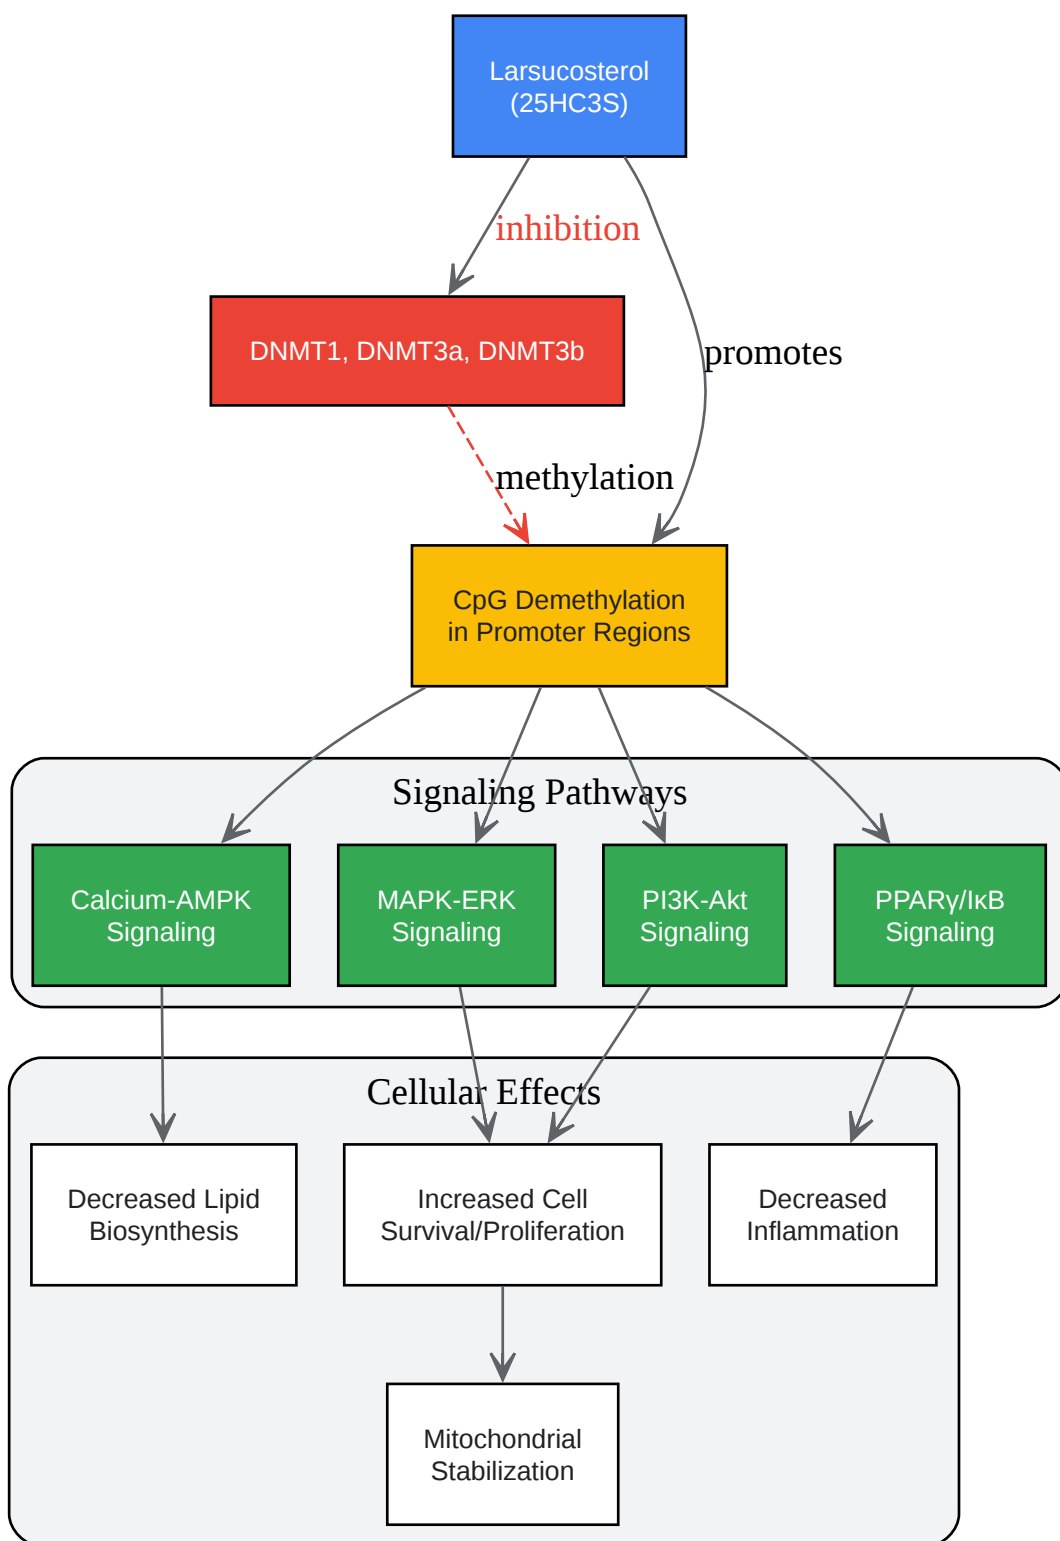 Larsucosterol
(25HC3S)
inhibition
DNMT1, DNMT3a, DNMT3b
promotes
methylation
CpG Demethylation
in Promoter Regions
Signaling Pathways
Calcium-AMPK
Signaling
MAPK-ERK
Signaling
PI3K-Akt
Signaling
PPARγ/IκB
Signaling
Cellular Effects
Decreased Lipid
Biosynthesis
Increased Cell
Survival/Proliferation
Decreased
Inflammation
Mitochondrial
Stabilization